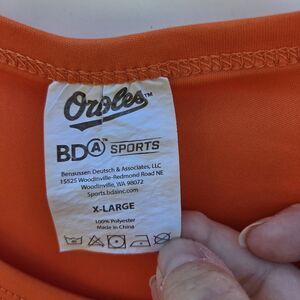 Orioles™
BDA™ SPORTS
Bensussen Deutsch & Associates, LLC
15525 Woodinville-Redmond Road NE
Woodinville, WA 98072
Sports.bdainc.com
X-LARGE
100% Polyester
Made in China